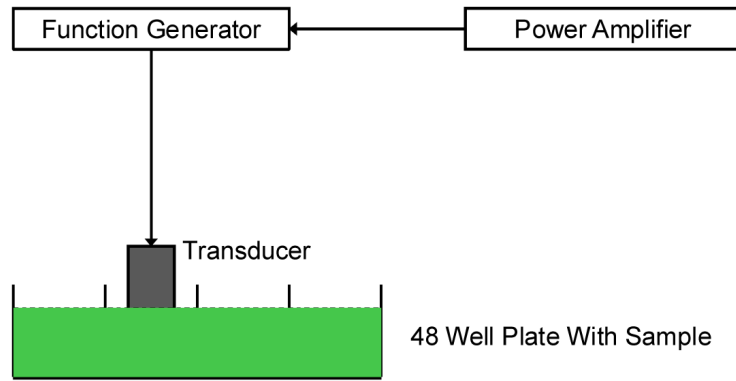 Function Generator
Power Amplifier
Transducer
48 Well Plate With Sample